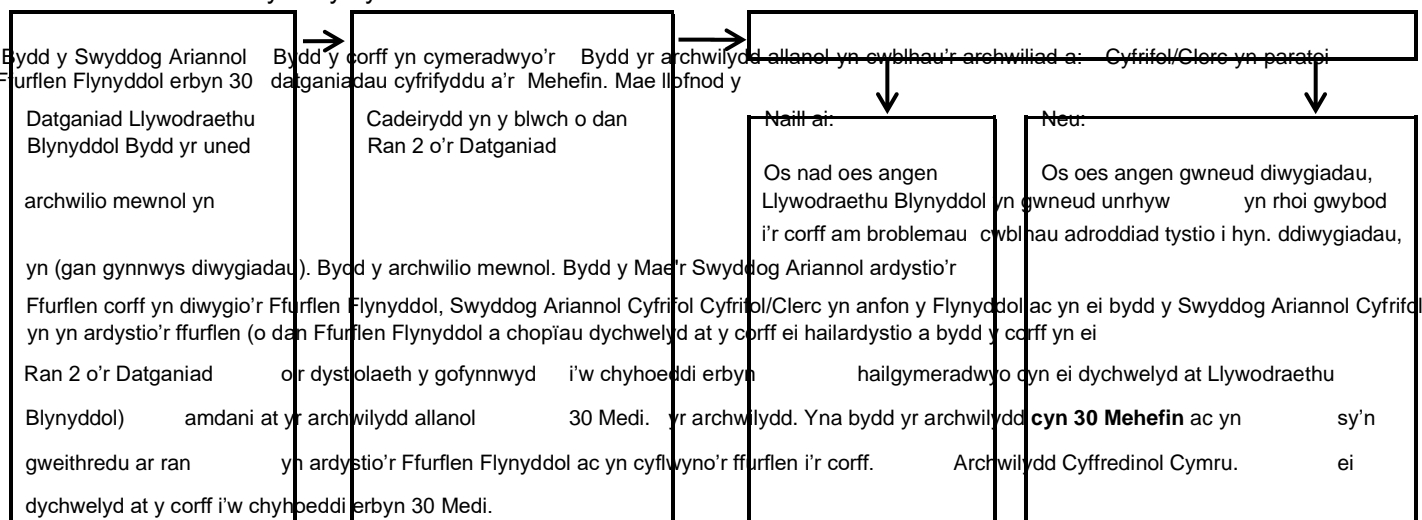 Bydd y Swyddog Ariannol Bydd y corff yn cymeradwyo'r Bydd yr archwilydd allanol yn cwblhau'r archwiliad a: Cyfrifol/Clerc yn paratoi
Ffurflen Flynyddol erbyn 30 datganiadau cyfrifyddu a'r Mehefin. Mae llofnod y
Datganiad Llywodraethu Cadeirydd yn y blwch o dan Naill ai: Neu:
Blynyddol Bydd yr uned Ran 2 o'r Datganiad
Os nad oes angen Os oes angen gwneud diwygiadau,
archwilio mewnol yn Llywodraethu Blynyddol yn gwneud unrhyw yn rhoi gwybod
i'r corff am broblemau cwblhau adroddiad tystio i hyn. ddiwygiadau,
yn (gan gynnwys diwygiadau). Bydd y archwilio mewnol. Bydd y Mae'r Swyddog Ariannol ardystio'r
Ffurflen corff yn diwygio'r Ffurflen Flynyddol, Swyddog Ariannol Cyfrifol Cyfrifol/Clerc yn anfon y Flynyddol ac yn ei bydd y Swyddog Ariannol Cyfrifol
yn yn ardystio'r ffurflen (o dan Ffurflen Flynyddol a chopïau dychwelyd at y corff ei hailardystio a bydd y corff yn ei
Ran 2 o'r Datganiad o'r dystiolaeth y gofynnwyd i'w chyhoeddi erbyn hailgymeradwyo cyn ei dychwelyd at Llywodraethu
Blynyddol) amdani at yr archwilydd allanol 30 Medi. yr archwilydd. Yna bydd yr archwilydd cyn 30 Mehefin ac yn sy'n
gweithredu ar ran yn ardystio'r Ffurflen Flynyddol ac yn cyflwyno'r ffurflen i'r corff. Archwilydd Cyffredinol Cymru. ei
dychwelyd at y corff i'w chyhoeddi erbyn 30 Medi.